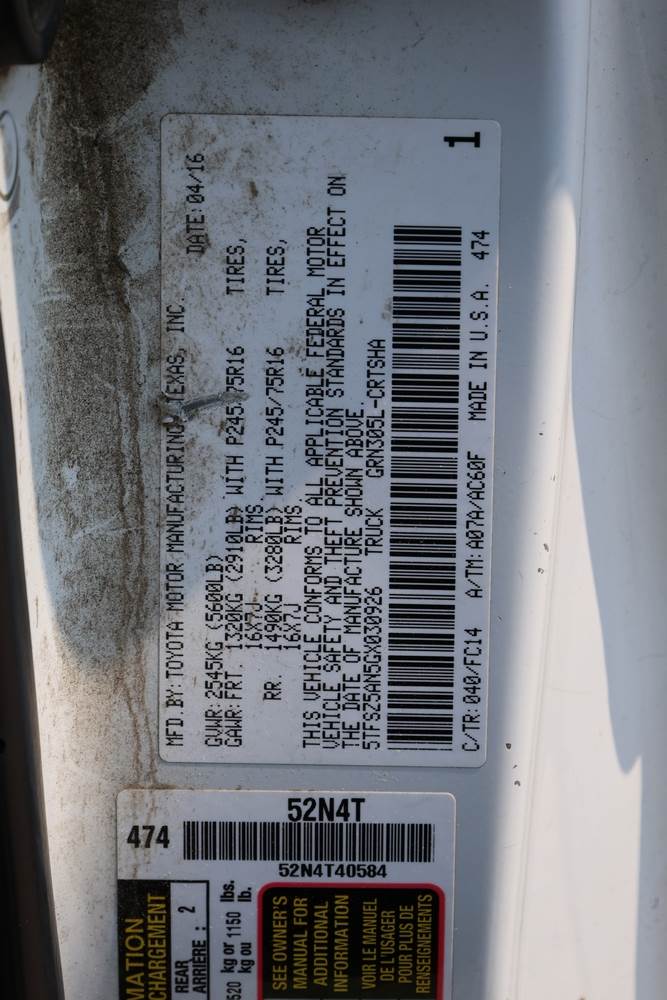 MFD.BY:TOYOTA MOTOR MANUFACTURING, TEXAS, INC. DATE:04/16
GVWR:2545KG (5600LB)
GAWR:FRT. 1320KG (2910LB) WITH P245/75R16 TIRES,
16X7J RIMS
RR. 1490KG (3280LB) WITH P245/75R16 TIRES,
16X7J RIMS
THIS VEHICLE CONFORMS TO ALL APPLICABLE FEDERAL MOTOR
VEHICLE SAFETY AND THEFT PREVENTION STANDARDS IN EFFECT ON
THE DATE OF MANUFACTURE SHOWN ABOVE.
5TFSZ5AN5GX030926 TRUCK GRN305L-CRTSHA
C/TR:040/FC14 A/TM:A07A/AC60F MADE IN U.S.A. 474
1
52N4T
474
52N4T40584
MATION
CHARGEMENT
REAR
ARRIÈRE : 2
520 kg or 1150 lbs.
kg ou lb.
SEE OWNER'S
MANUAL FOR
ADDITIONAL
INFORMATION
VOIR LE MANUEL
DE L'USAGER
POUR PLUS DE
RENSEIGNEMENTS